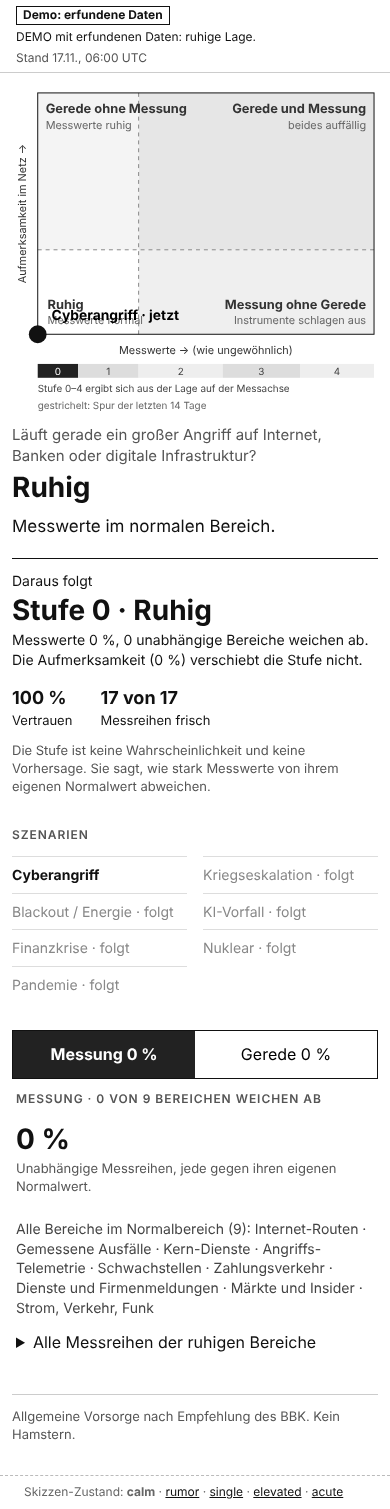 Demo: erfundene Daten
DEMO mit erfundenen Daten: ruhige Lage.
Stand 17.11., 06:00 UTC
Gerede ohne Messung
Messwerte ruhig
Gerede und Messung
beides auffällig
Aufmerksamkeit im Netz →
Ruhig
Messwerte normal
Cyberangriff · jetzt
Messung ohne Gerede
Instrumente schlagen aus
Messwerte → (wie ungewöhnlich)
0 1 2 3 4
Stufe 0–4 ergibt sich aus der Lage auf der Messachse
gestrichelt: Spur der letzten 14 Tage
Läuft gerade ein großer Angriff auf Internet,
Banken oder digitale Infrastruktur?
Ruhig
Messwerte im normalen Bereich.
Daraus folgt
Stufe 0 · Ruhig
Messwerte 0 %, 0 unabhängige Bereiche weichen ab.
Die Aufmerksamkeit (0 %) verschiebt die Stufe nicht.
100 % 17 von 17
Vertrauen Messreihen frisch
Die Stufe ist keine Wahrscheinlichkeit und keine
Vorhersage. Sie sagt, wie stark Messwerte von ihrem
eigenen Normalwert abweichen.
SZENARIEN
Cyberangriff Kriegseskalation · folgt
Blackout / Energie · folgt KI-Vorfall · folgt
Finanzkrise · folgt Nuklear · folgt
Pandemie · folgt
Messung 0 % Gerede 0 %
MESSUNG · 0 VON 9 BEREICHEN WEICHEN AB
0 %
Unabhängige Messreihen, jede gegen ihren eigenen
Normalwert.
Alle Bereiche im Normalbereich (9): Internet-Routen ·
Gemessene Ausfälle · Kern-Dienste · Angriffs-
Telemetrie · Schwachstellen · Zahlungsverkehr ·
Dienste und Firmenmeldungen · Märkte und Insider ·
Strom, Verkehr, Funk
▶ Alle Messreihen der ruhigen Bereiche
Allgemeine Vorsorge nach Empfehlung des BBK. Kein
Hamstern.
Skizzen-Zustand: calm · rumor · single · elevated · acute